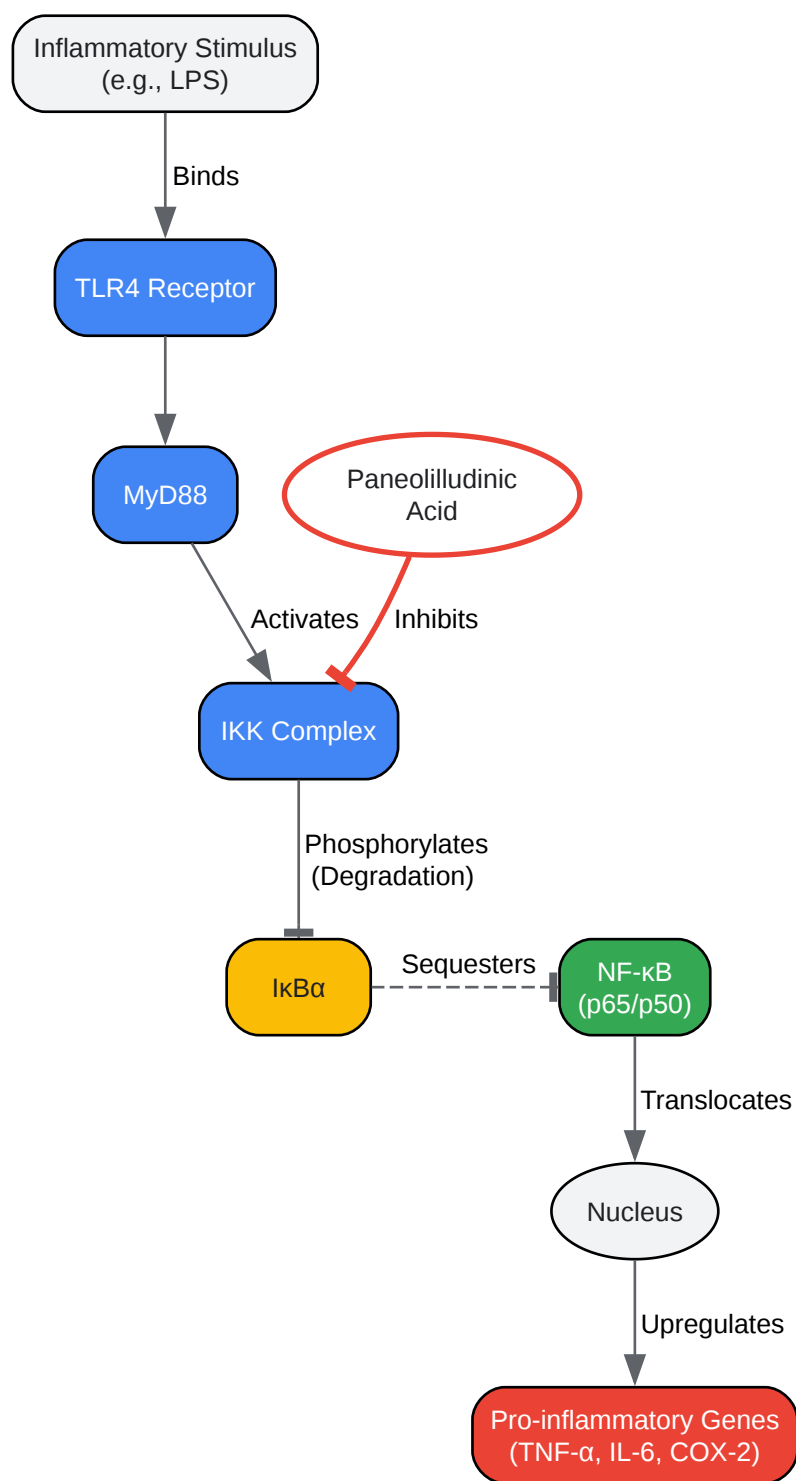 Inflammatory Stimulus
(e.g., LPS)
Binds
TLR4 Receptor
MyD88
Paneolilludinic
Acid
Activates
Inhibits
IKK Complex
Phosphorylates
(Degradation)
IκBα
Sequesters
NF-κB
(p65/p50)
Translocates
Nucleus
Upregulates
Pro-inflammatory Genes
(TNF-α, IL-6, COX-2)